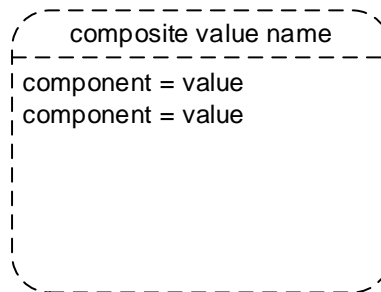 composite value name
component = value
component = value